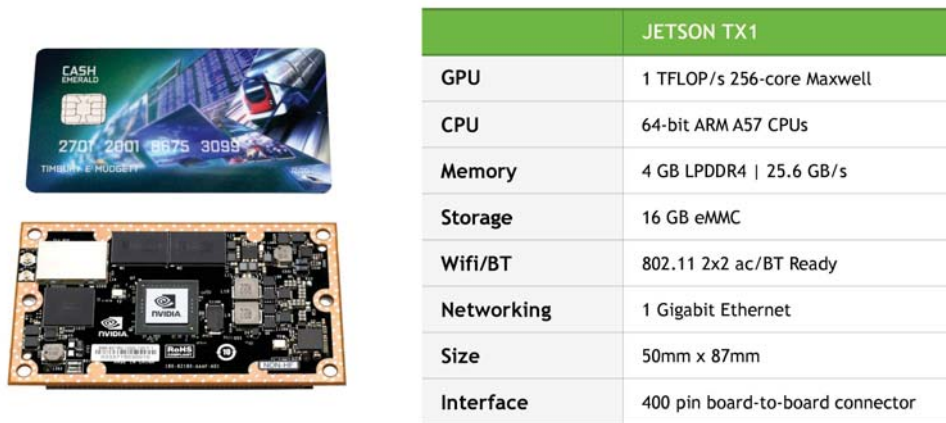 CASH
EMERALD
2701 2001 8675 3099
TIMBURY E MUDGETT
NVIDIA
NVIDIA
RoHS
NON-HF
JETSON TX1
GPU 1 TFLOP/s 256-core Maxwell
CPU 64-bit ARM A57 CPUs
Memory 4 GB LPDDR4 | 25.6 GB/s
Storage 16 GB eMMC
Wifi/BT 802.11 2x2 ac/BT Ready
Networking 1 Gigabit Ethernet
Size 50mm x 87mm
Interface 400 pin board-to-board connector